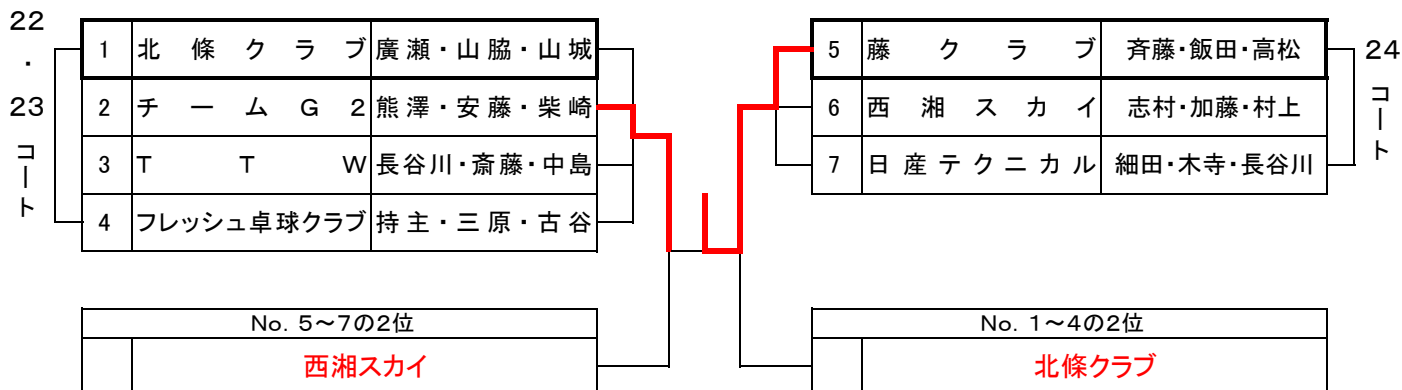 22・23コート
1 北條クラブ 廣瀬・山脇・山城
2 チームG2 熊澤・安藤・柴崎
3 TTW 長谷川・斎藤・中島
4 フレッシュ卓球クラブ 持主・三原・古谷
No. 5～7の2位
西湘スカイ
5 藤クラブ 斉藤・飯田・高松
6 西湘スカイ 志村・加藤・村上
7 日産テクニカル 細田・木寺・長谷川
24コート
No. 1～4の2位
北條クラブ